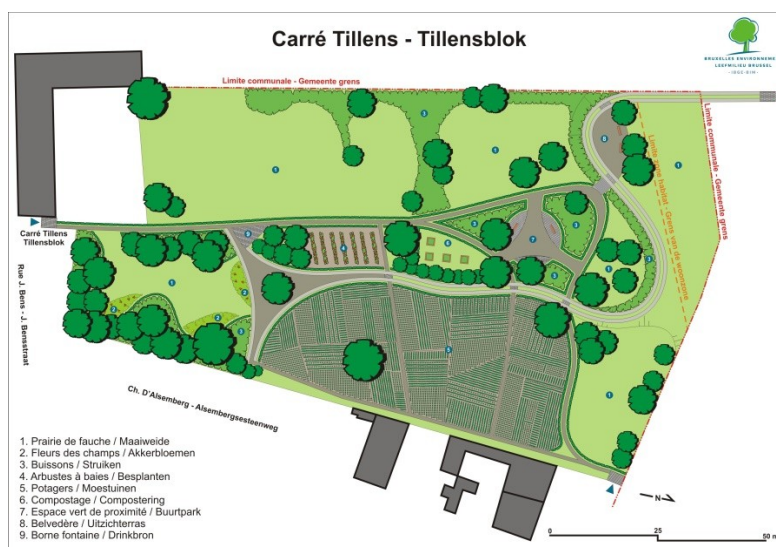 Carré Tillens - Tillensblok
BRUXELLES ENVIRONNEMENT
LEEFMILIEU BRUSSEL
- IBGE-BIM -
Limite communale - Gemeente grens
Limite communale - Gemeente grens
Limite zone habitat - Grens van de woonzone
Carré Tillens
Tillensblok
Rue J. Bens - J. Bensstraat
Ch. D'Alsemberg - Alsembergsesteenweg
1. Prairie de fauche / Maaiweide
2. Fleurs des champs / Akkerbloemen
3. Buissons / Struiken
4. Arbustes à baies / Besplanten
5. Potagers / Moestuinen
6. Compostage / Compostering
7. Espace vert de proximité / Buurtpark
8. Belvedère / Uitzichterras
9. Borne fontaine / Drinkbron
N
0 25 50 m